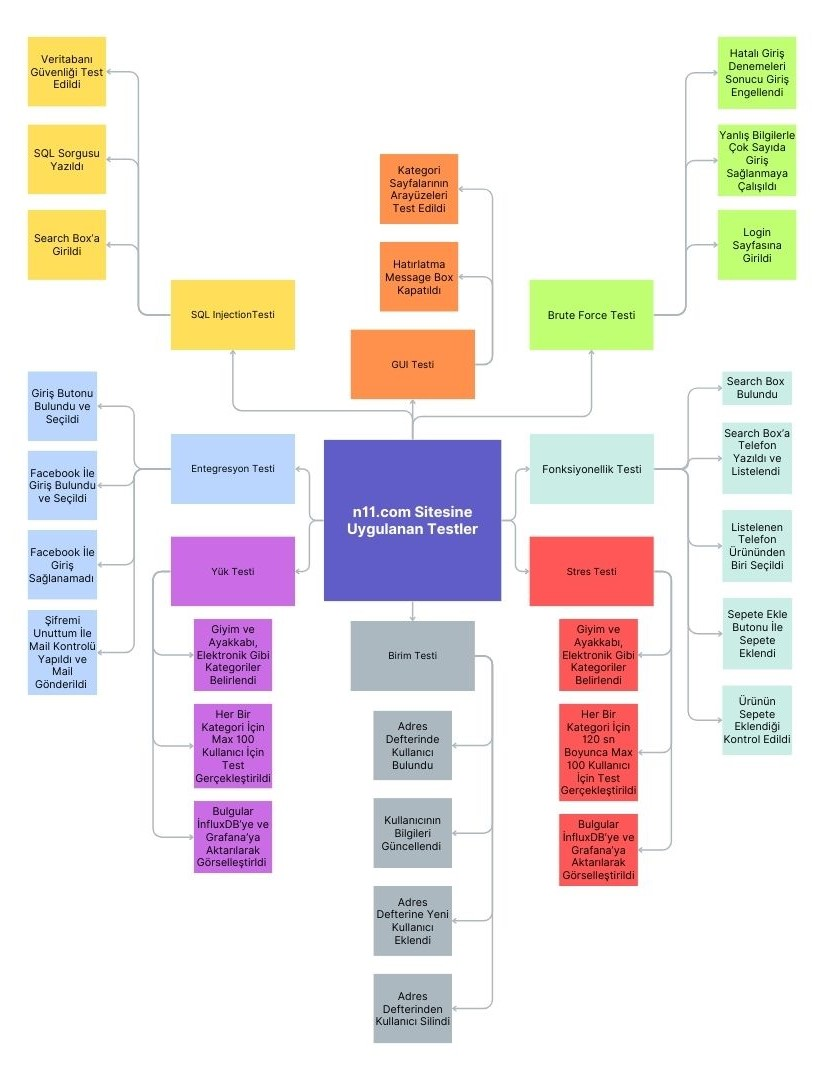 Veritabanı
Güvenliği Test
Edildi
SQL Sorgusu
Yazıldı
Search Box'a
Girildi
SQL InjectionTesti
Kategori
Sayfalarının
Arayüzeleri
Test Edildi
Hatırlatma
Message Box
Kapatıldı
GUI Testi
Hatalı Giriş
Denemeleri
Sonucu Giriş
Engellendi
Yanlış Bilgilerle
Çok Sayıda
Giriş
Sağlanmaya
Çalışıldı
Login
Sayfasına
Girildi
Brute Force Testi
n11.com Sitesine
Uygulanan Testler
Entegresyon Testi
Giriş Butonu
Bulundu ve
Seçildi
Facebook İle
Giriş Bulundu
ve Seçildi
Facebook İle
Giriş
Sağlanamadı
Şifremi
Unuttum İle
Mail Kontrolü
Yapıldı ve
Mail
Gönderildi
Fonksiyonellik Testi
Search Box
Bulundu
Search Box'a
Telefon
Yazıldı ve
Listelendi
Listelenen
Telefon
Ürününden
Biri Seçildi
Sepete Ekle
Butonu İle
Sepete
Eklendi
Ürünün
Sepete
Eklendiği
Kontrol Edildi
Yük Testi
Giyim ve
Ayakkabı,
Elektronik Gibi
Kategoriler
Belirlendi
Her Bir
Kategori İçin
Max 100
Kullanıcı İçin
Test
Gerçekleştirildi
Bulgular
İnfluxDB'ye ve
Grafana'ya
Aktarılarak
Görselleştirldi
Birim Testi
Adres
Defterinde
Kullanıcı
Bulundu
Kullanıcının
Bilgileri
Güncellendi
Adres
Defterine Yeni
Kullanıcı
Eklendi
Adres
Defterinden
Kullanıcı Silindi
Stres Testi
Giyim ve
Ayakkabı,
Elektronik Gibi
Kategoriler
Belirlendi
Her Bir
Kategori İçin
120 sn
Boyunca Max
100 Kullanıcı
İçin Test
Gerçekleştirildi
Bulgular
İnfluxDB'ye ve
Grafana'ya
Aktarılarak
Görselleştirildi